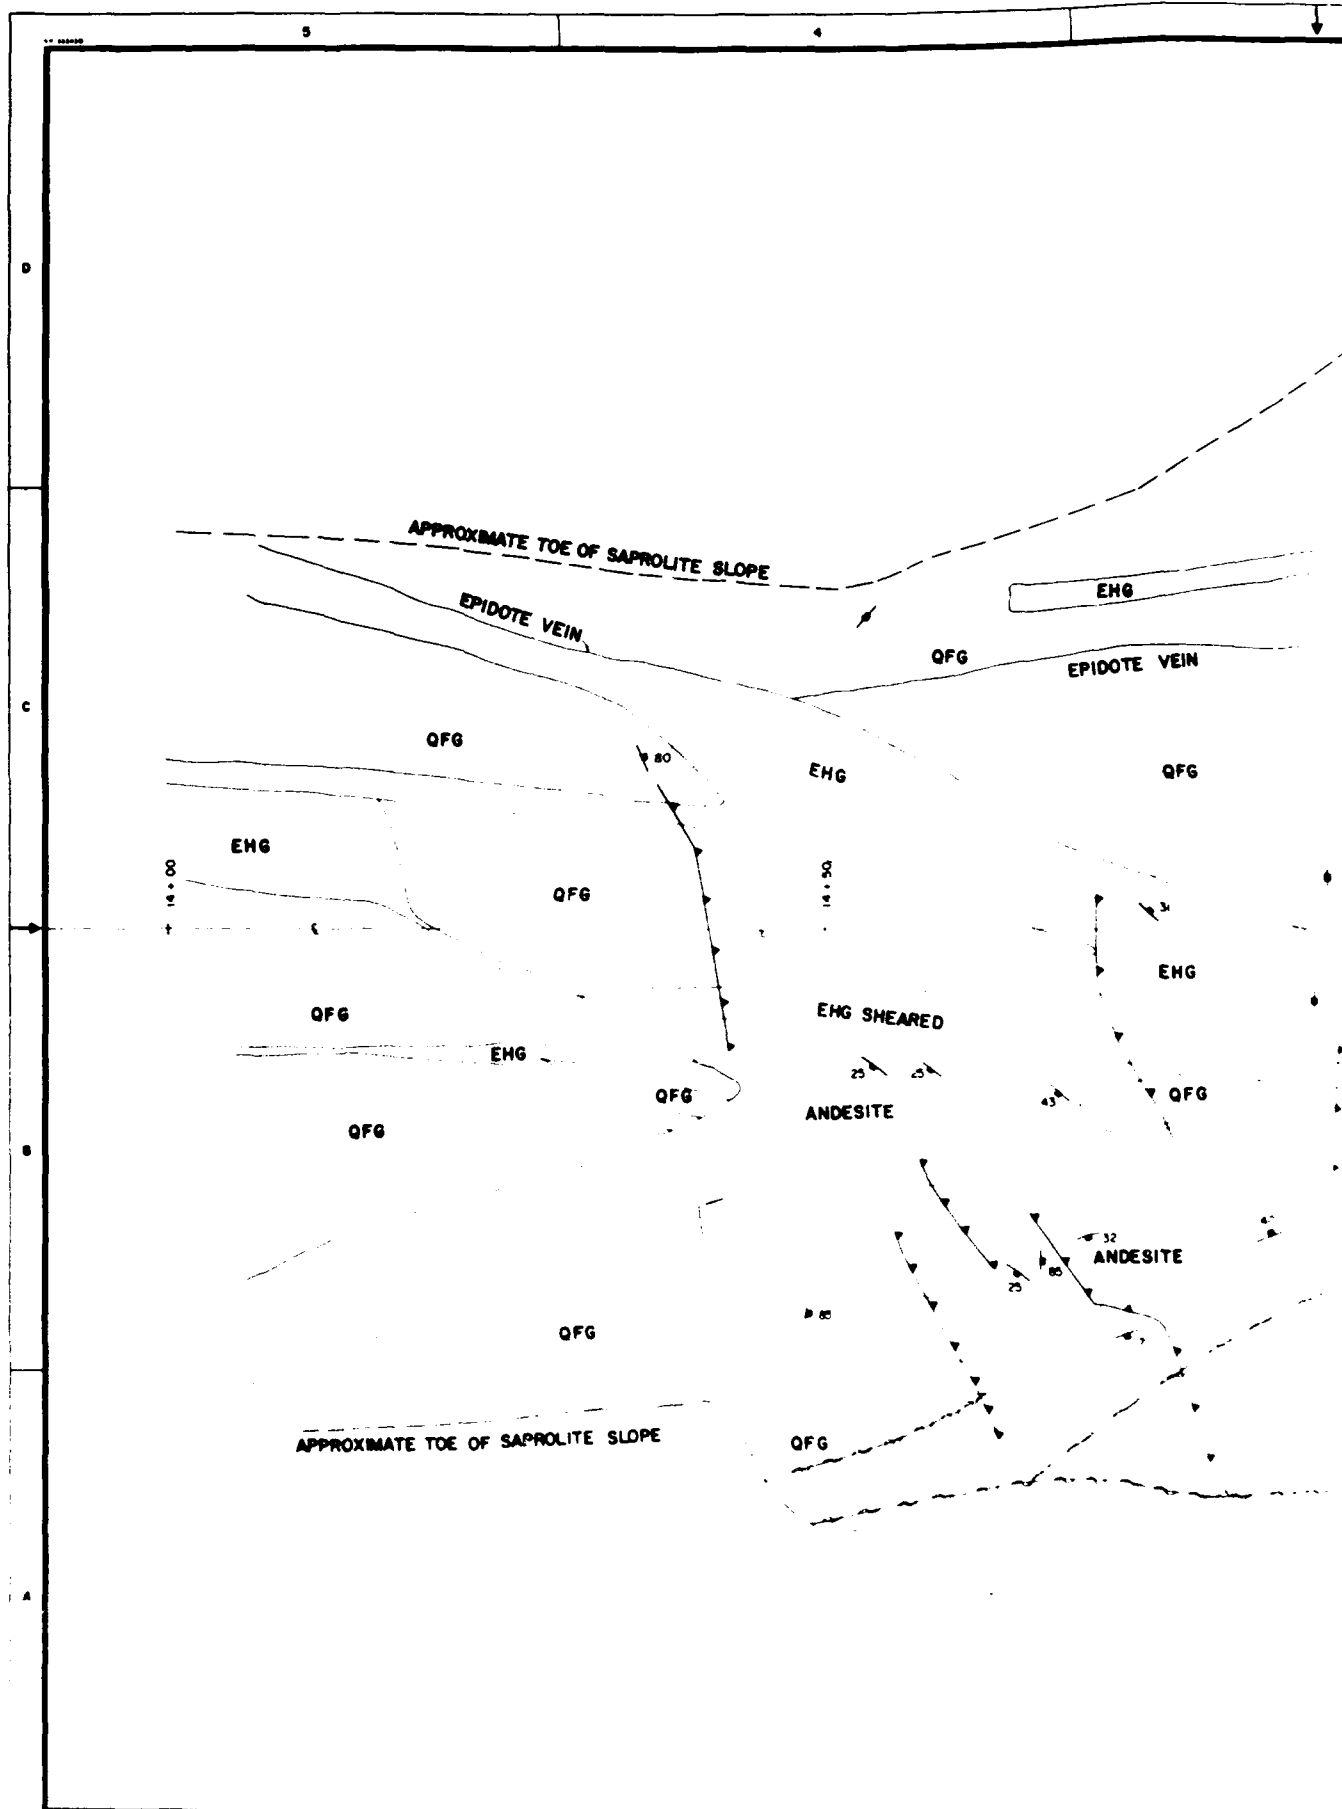 5
4
D
APPROXIMATE TOE OF SAPROLITE SLOPE
EHG
EPIDOTE VEIN
QFG
EPIDOTE VEIN
C
QFG
80
EHG
QFG
EHG
14 + 00
QFG
14 + 50
31
EHG
QFG
EHG SHEARED
EHG
25
25
QFG
43
QFG
ANDESITE
QFG
B
32
ANDESITE
85
25
85
QFG
7
APPROXIMATE TOE OF SAPROLITE SLOPE
QFG
A